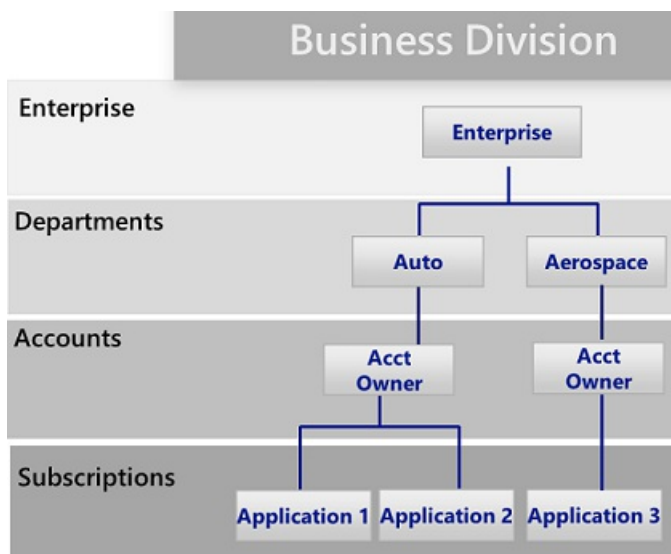 Business Division
Enterprise
Enterprise
Departments
Auto
Aerospace
Accounts
Acct
Owner
Acct
Owner
Subscriptions
Application 1
Application 2
Application 3